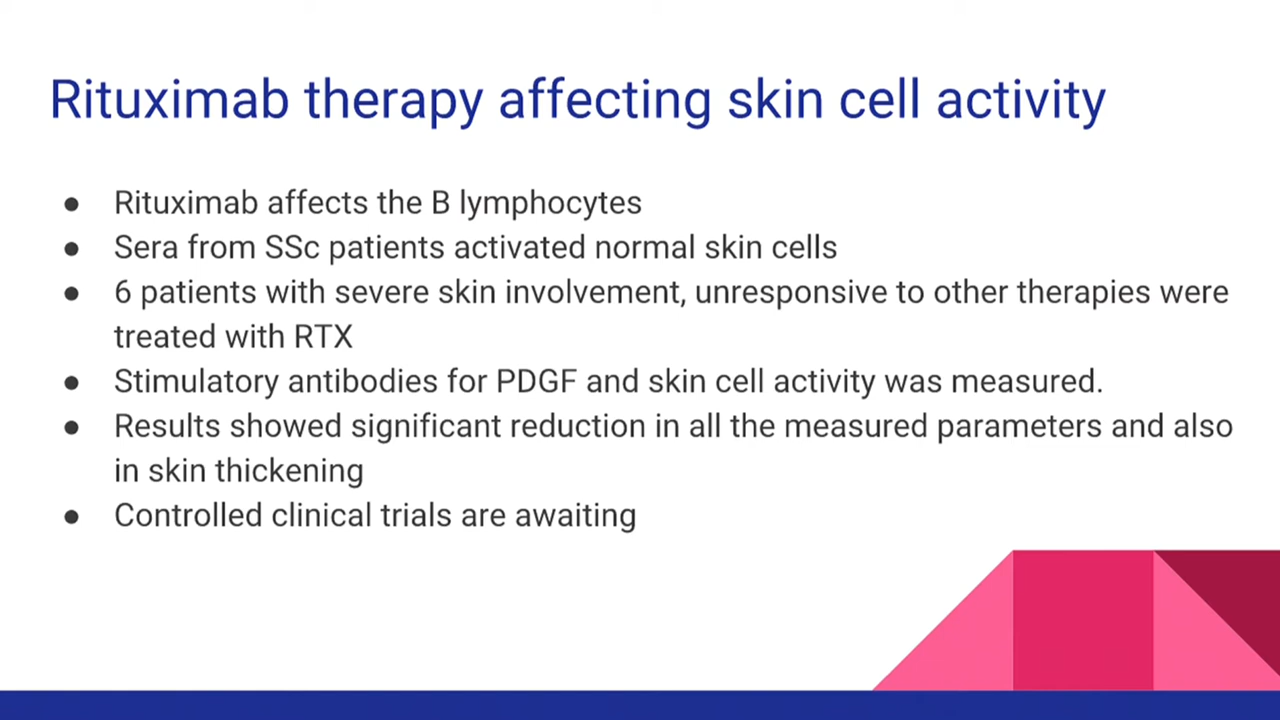 Rituximab therapy affecting skin cell activity
● Rituximab affects the B lymphocytes
● Sera from SSc patients activated normal skin cells
● 6 patients with severe skin involvement, unresponsive to other therapies were
treated with RTX
● Stimulatory antibodies for PDGF and skin cell activity was measured.
● Results showed significant reduction in all the measured parameters and also
in skin thickening
● Controlled clinical trials are awaiting